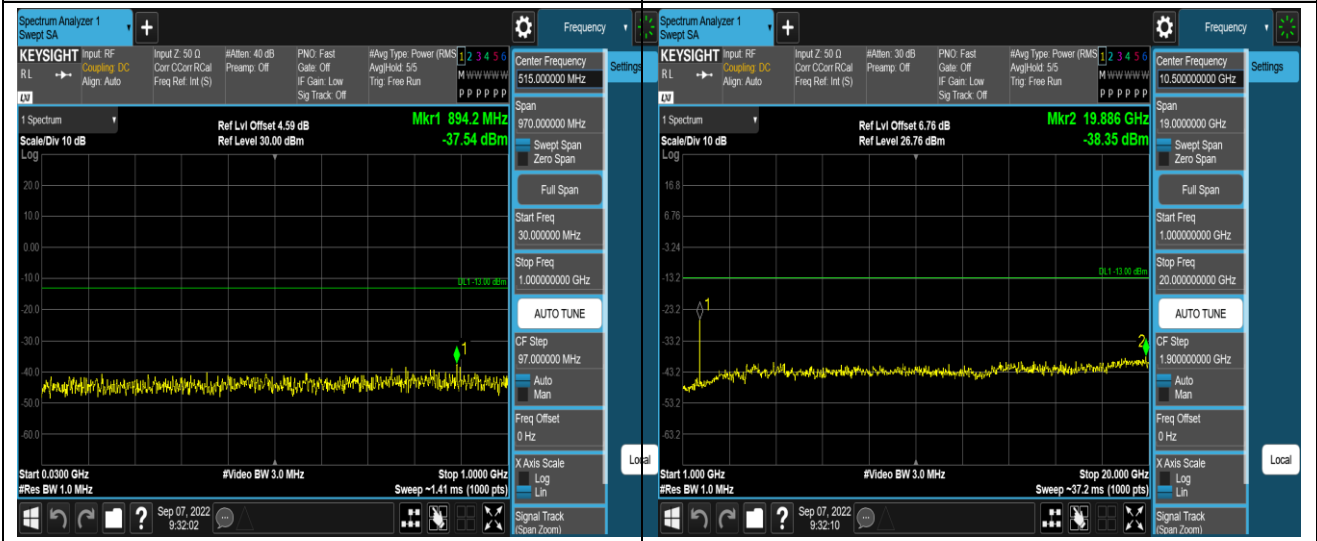 Spectrum Analyzer 1
Swept SA
+
Frequency
KEYSIGHT
RL
LXI
Input: RF
Coupling: DC
Align: Auto
Input Z: 50 Ω
Corr CCorr RCal
Freq Ref: Int (S)
#Atten: 40 dB
Preamp: Off
PNO: Fast
Gate: Off
IF Gain: Low
Sig Track: Off
#Avg Type: Power (RMS
Avg|Hold: 5/5
Trig: Free Run
1 2 3 4 5 6
M W W W W W
P P P P P P
Center Frequency
515.000000 MHz
Settings
1 Spectrum
Scale/Div 10 dB
Log
Ref Lvl Offset 4.59 dB
Ref Level 30.00 dBm
Mkr1 894.2 MHz
-37.54 dBm
Span
970.000000 MHz
Swept Span
Zero Span
Full Span
Start Freq
30.000000 MHz
Stop Freq
1.000000000 GHz
AUTO TUNE
CF Step
97.000000 MHz
Auto
Man
Freq Offset
0 Hz
X Axis Scale
Log
Lin
Signal Track
(Span Zoom)
Local
20.0
10.0
0.00
-10.0
-20.0
-30.0
-40.0
-50.0
-60.0
DL1 -13.00 dBm
1
Start 0.0300 GHz
#Res BW 1.0 MHz
#Video BW 3.0 MHz
Stop 1.0000 GHz
Sweep ~1.41 ms (1000 pts)
?
Sep 07, 2022
9:32:02
Spectrum Analyzer 1
Swept SA
+
Frequency
KEYSIGHT
RL
LXI
Input: RF
Coupling: DC
Align: Auto
Input Z: 50 Ω
Corr CCorr RCal
Freq Ref: Int (S)
#Atten: 30 dB
Preamp: Off
PNO: Fast
Gate: Off
IF Gain: Low
Sig Track: Off
#Avg Type: Power (RMS
Avg|Hold: 5/5
Trig: Free Run
1 2 3 4 5 6
M W W W W W
P P P P P P
Center Frequency
10.500000000 GHz
Settings
1 Spectrum
Scale/Div 10 dB
Log
Ref Lvl Offset 6.76 dB
Ref Level 26.76 dBm
Mkr2 19.886 GHz
-38.35 dBm
Span
19.0000000 GHz
Swept Span
Zero Span
Full Span
Start Freq
1.000000000 GHz
Stop Freq
20.000000000 GHz
AUTO TUNE
CF Step
1.900000000 GHz
Auto
Man
Freq Offset
0 Hz
X Axis Scale
Log
Lin
Signal Track
(Span Zoom)
Local
16.8
6.76
-3.24
-13.2
-23.2
-33.2
-43.2
-53.2
-63.2
DL1 -13.00 dBm
1
2
Start 1.000 GHz
#Res BW 1.0 MHz
#Video BW 3.0 MHz
Stop 20.000 GHz
Sweep ~37.2 ms (1000 pts)
?
Sep 07, 2022
9:32:10